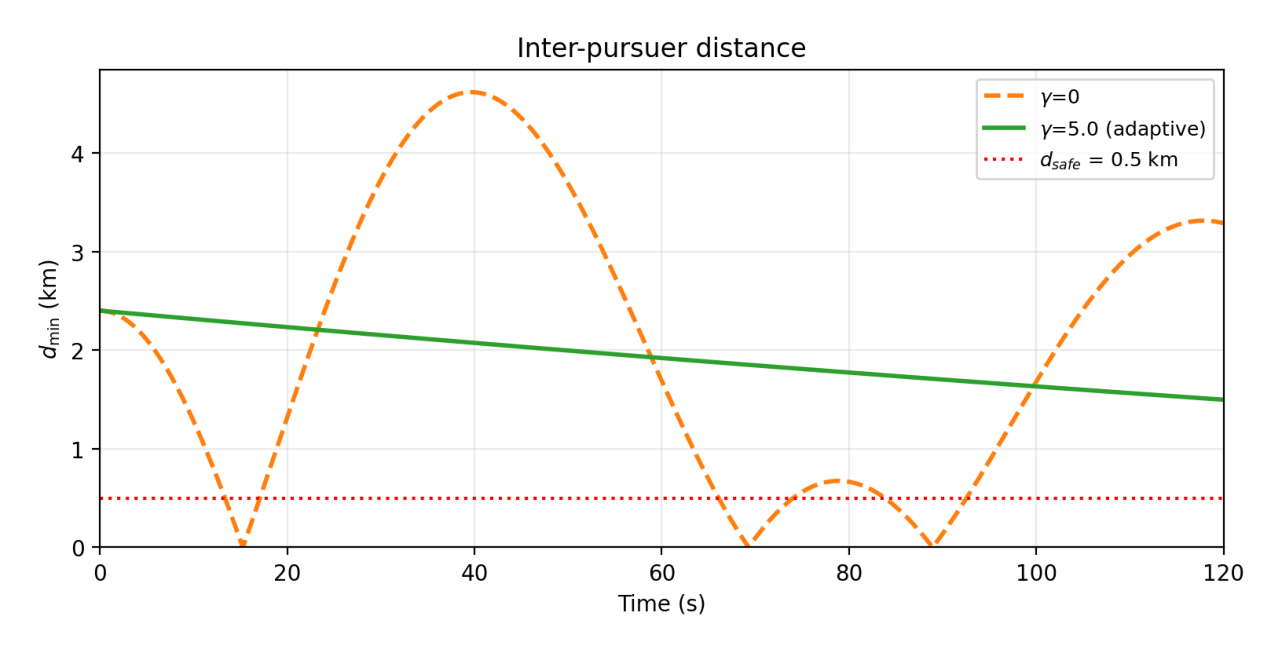 Inter-pursuer distance
γ=0
γ=5.0 (adaptive)
d_safe = 0.5 km
d_min (km)
4
3
2
1
0
0 20 40 60 80 100 120
Time (s)